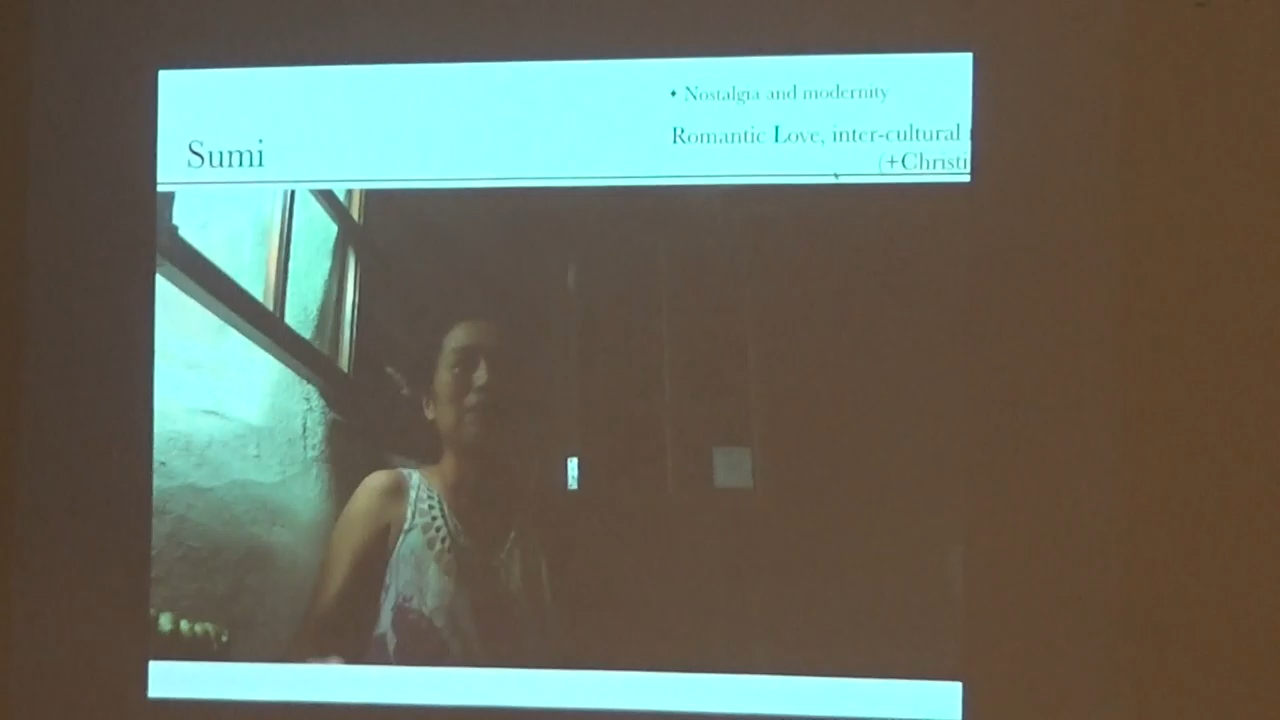 • Nostalgia and modernity
Romantic Love, inter-cultural
(+Christi
Sumi